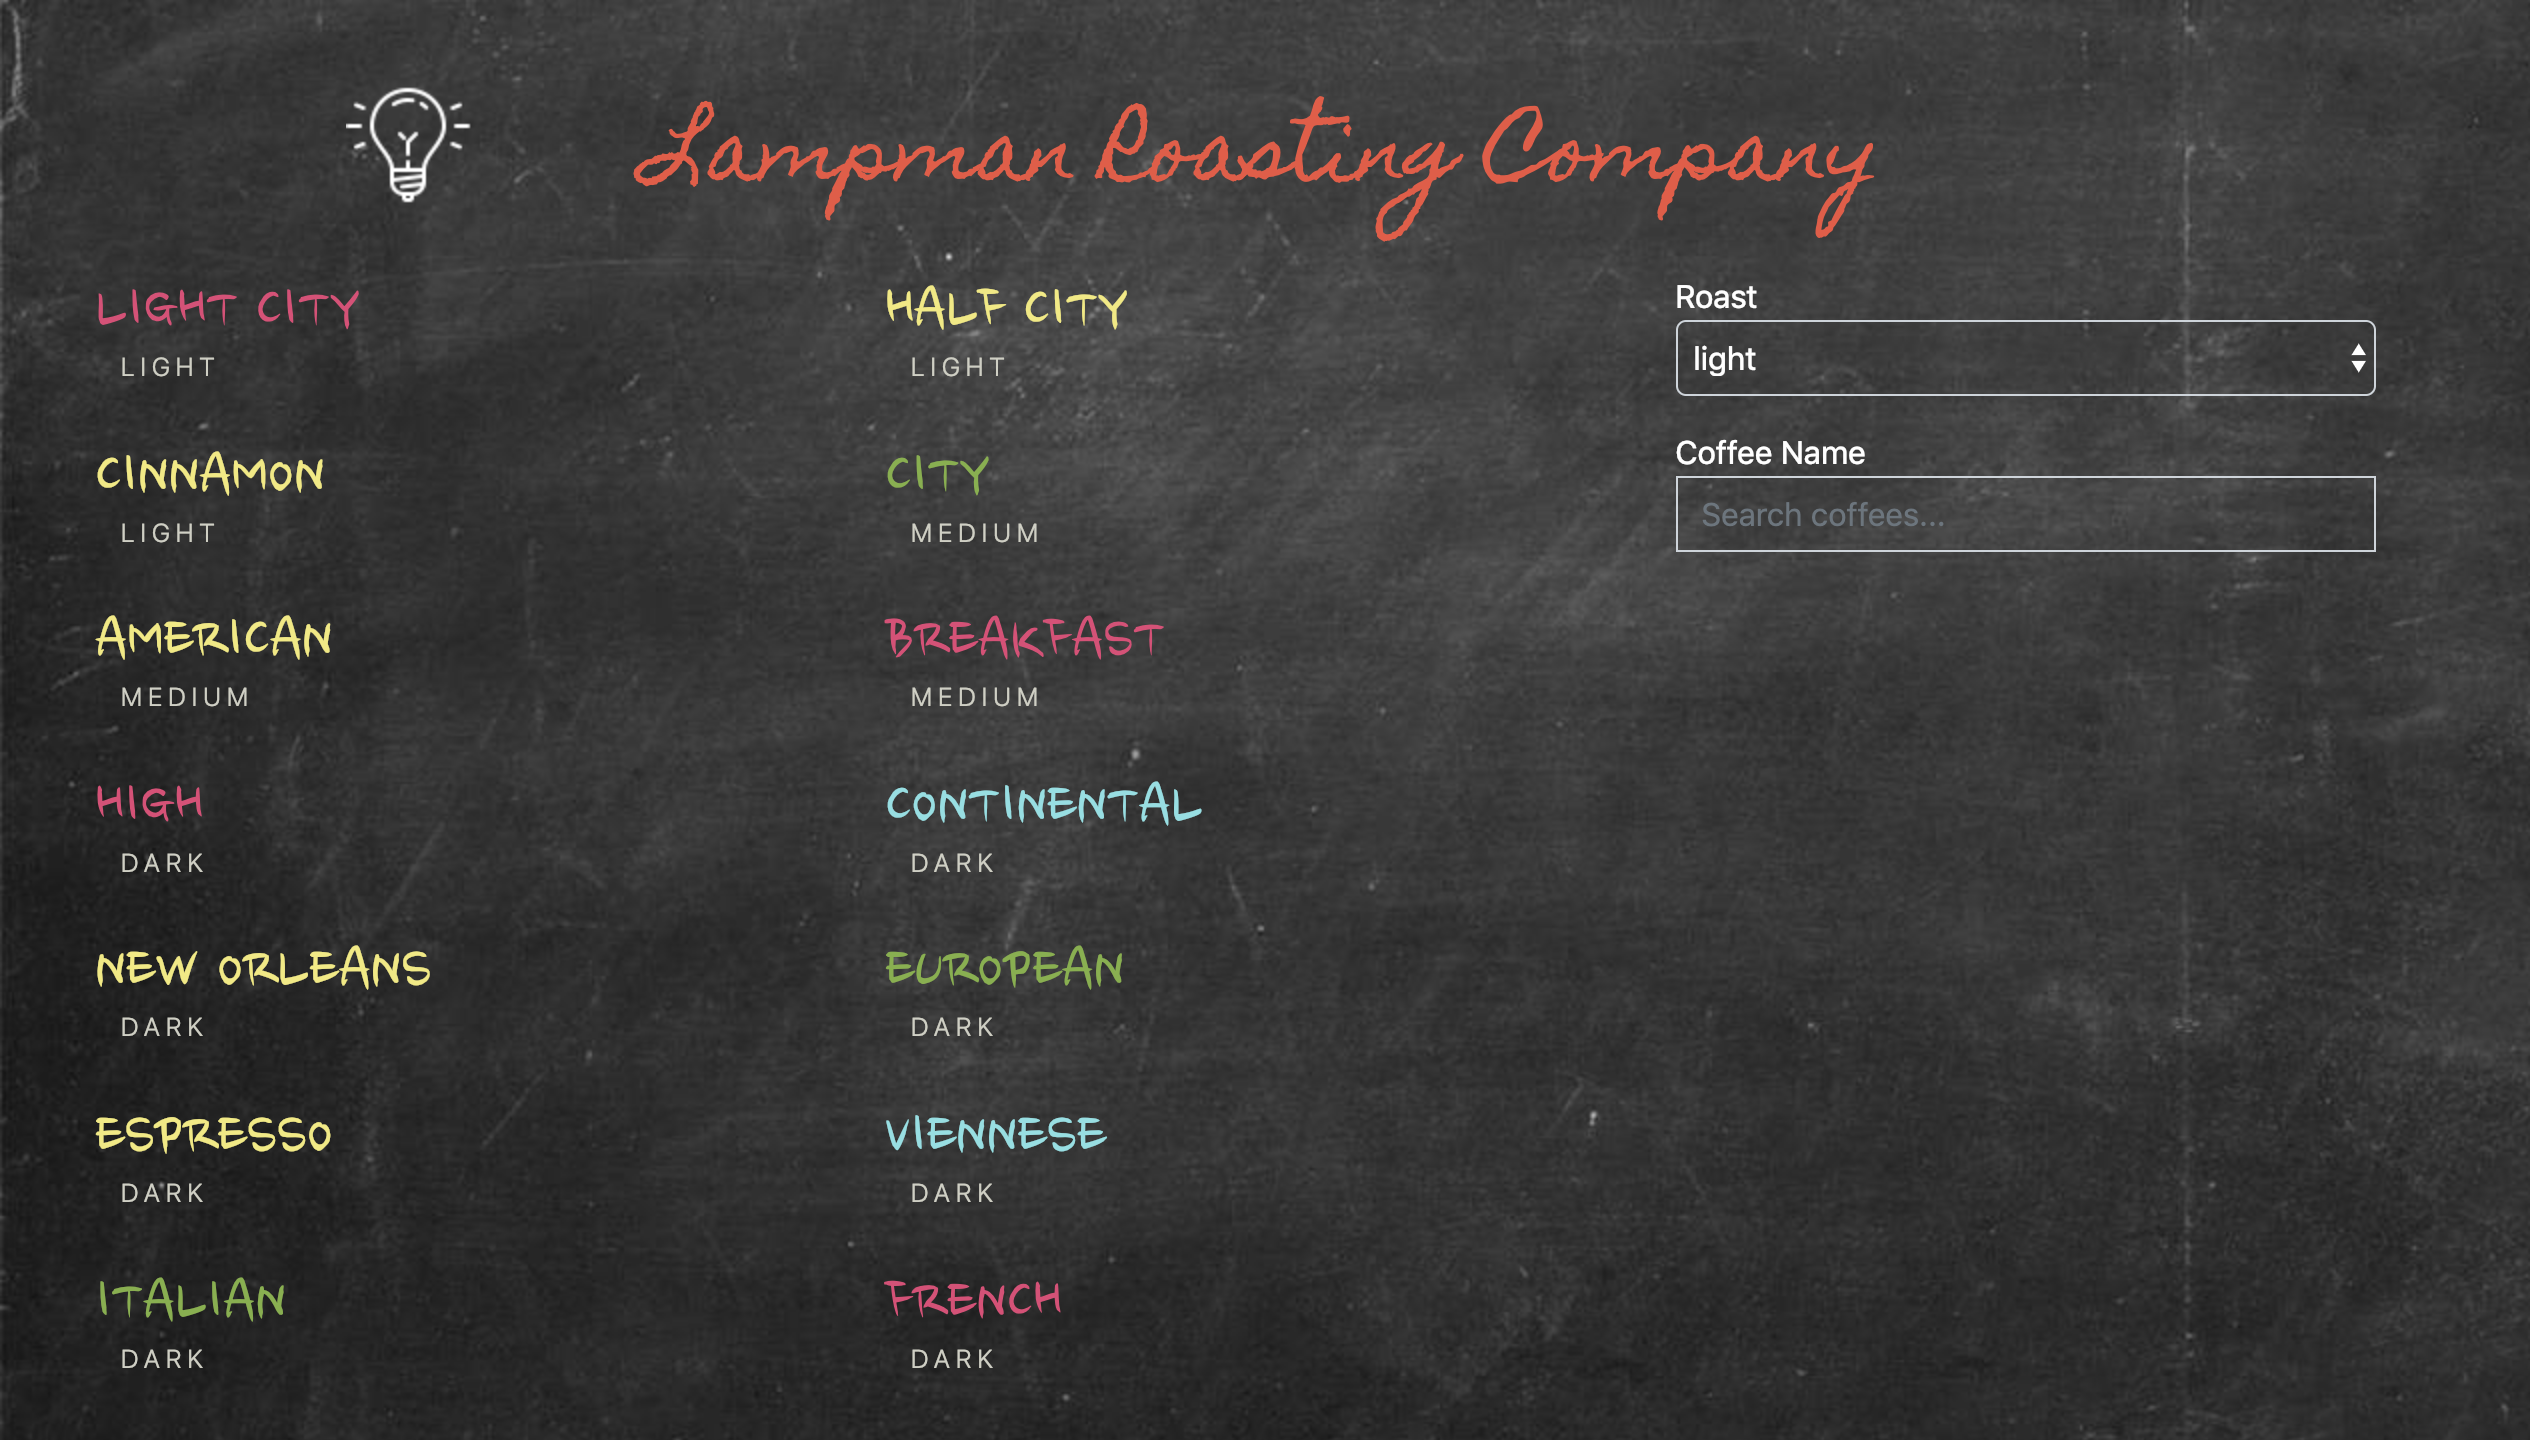 Lampman Roasting Company
LIGHT CITY
LIGHT
HALF CITY
LIGHT
CINNAMON
LIGHT
CITY
MEDIUM
AMERICAN
MEDIUM
BREAKFAST
MEDIUM
HIGH
DARK
CONTINENTAL
DARK
NEW ORLEANS
DARK
EUROPEAN
DARK
ESPRESSO
DARK
VIENNESE
DARK
ITALIAN
DARK
FRENCH
DARK
Roast
light
Coffee Name
Search coffees...